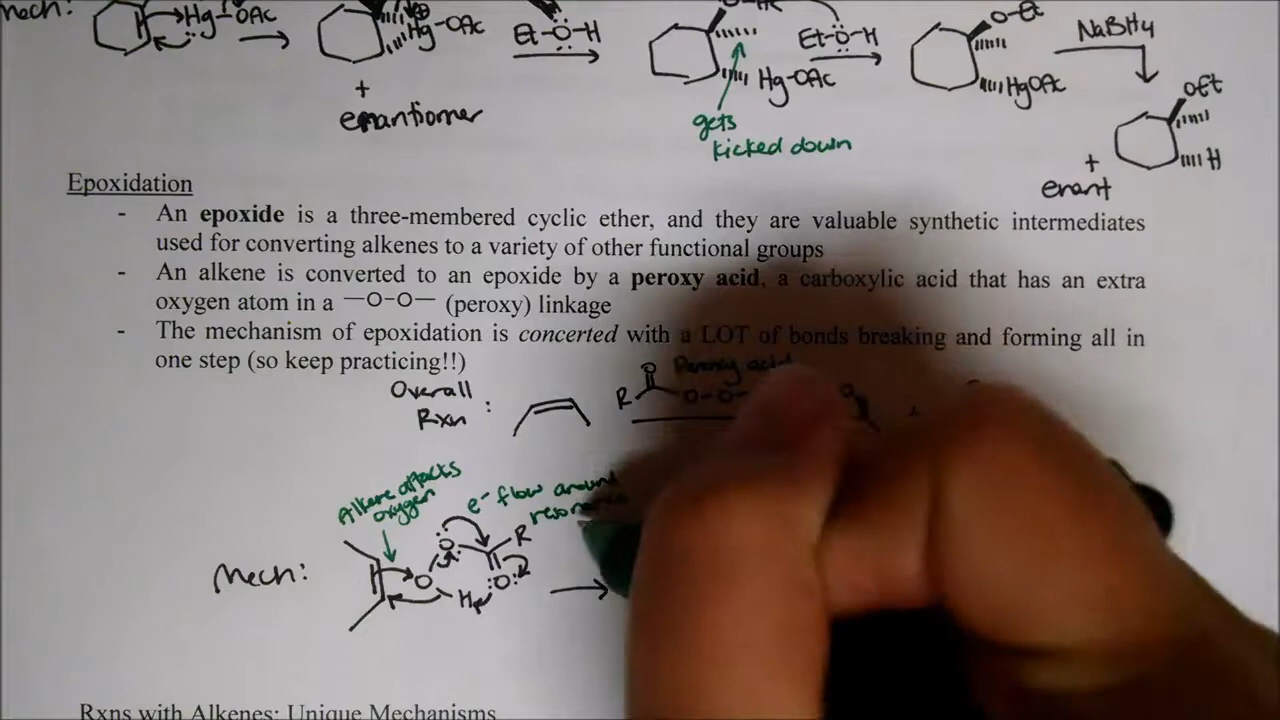 Mech:
Hg-OAc
Hg-OAc
+
enantiomer
Et-O-H
Hg-OAc
gets
kicked down
Et-O-H
O-Et
HgOAc
NaBH4
OEt
H
+
enant
Epoxidation
- An epoxide is a three-membered cyclic ether, and they are valuable synthetic intermediates
used for converting alkenes to a variety of other functional groups
- An alkene is converted to an epoxide by a peroxy acid, a carboxylic acid that has an extra
oxygen atom in a —O-O— (peroxy) linkage
- The mechanism of epoxidation is concerted with a LOT of bonds breaking and forming all in
one step (so keep practicing!!)
Overall
Rxn :
Peroxy acid
O
R O-O-
Alkene attacks
oxygen
e- flow around
Mech:
O
R
O
H
O
Rxns with Alkenes: Unique Mechanisms